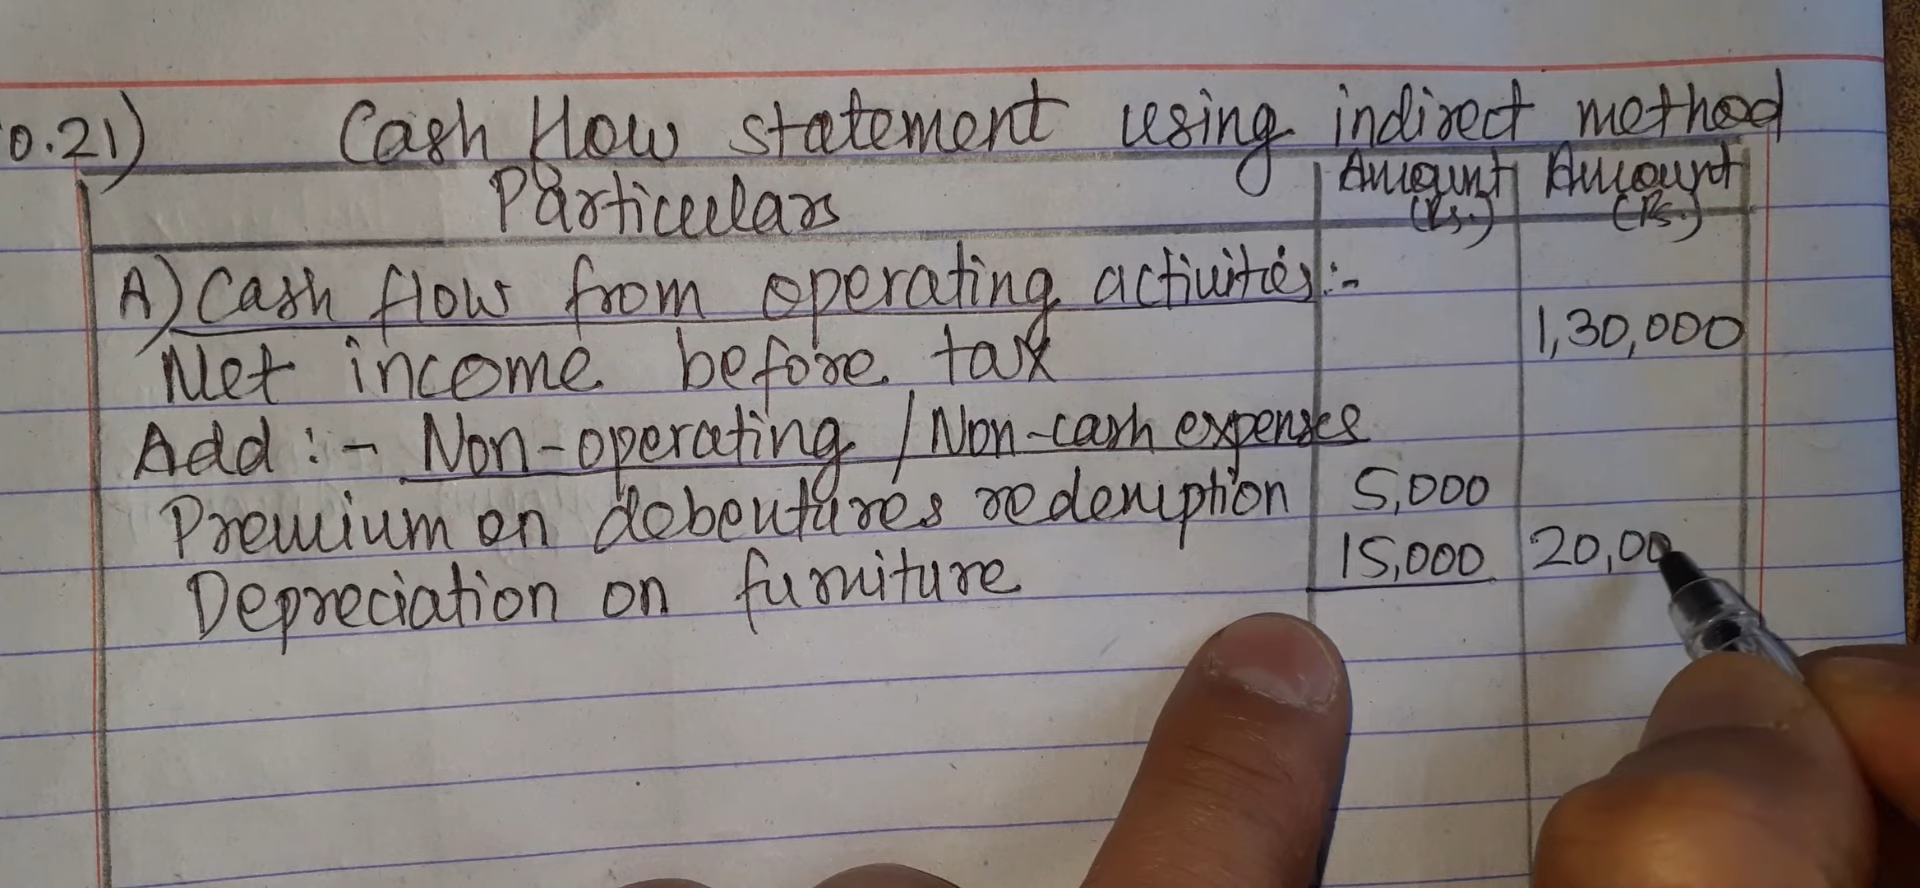 0.21) Cash flow statement using indirect method
Particulars Amount (Rs.) Amount (Rs.)
A) Cash flow from operating activities:-
Net income before tax 1,30,000
Add :- Non-operating / Non-cash expenses
Premium on debentures redemption 5,000
Depreciation on furniture 15,000 20,00